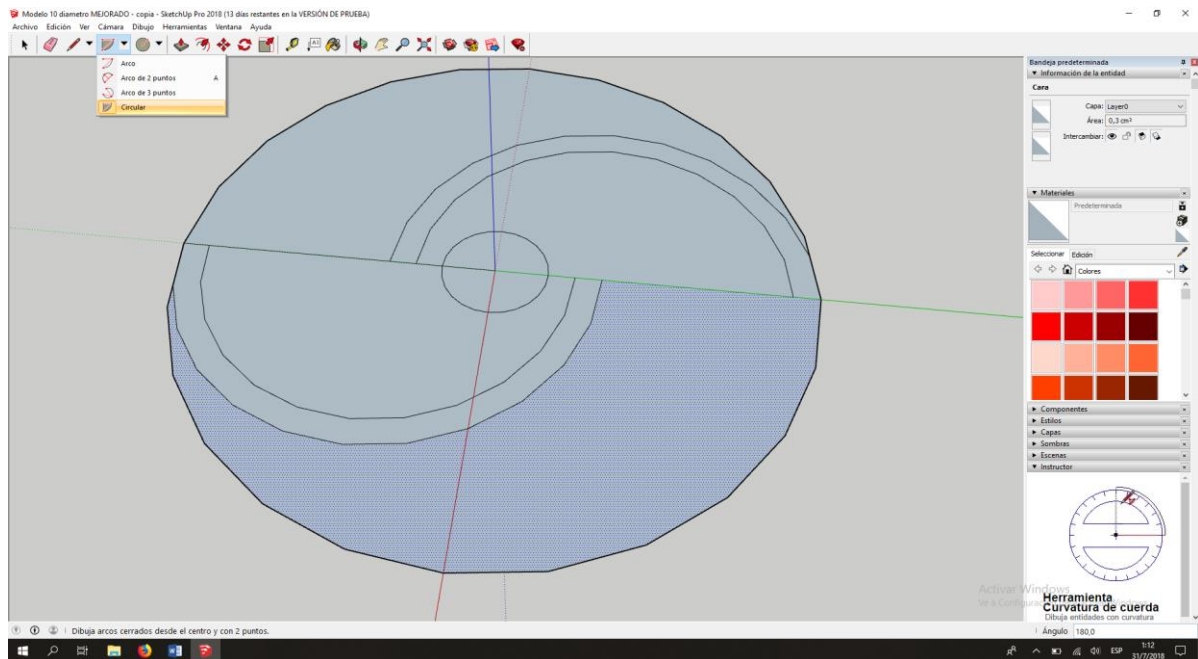 Modelo 10 diametro MEJORADO - copia - SketchUp Pro 2018 (13 días restantes en la VERSIÓN DE PRUEBA)
Archivo Edición Ver Cámara Dibujo Herramientas Ventana Ayuda
Arco
Arco de 2 puntos A
Arco de 3 puntos
Circular
Bandeja predeterminada
Información de la entidad
Cara
Capa: Layer0
Área: 0,3 cm²
Intercambiar:
Materiales
Predeterminada
Seleccionar Edición
Colores
Componentes
Estilos
Capas
Sombras
Escenas
Instructor
Activar Windows
Herramienta
Curvatura de cuerda
Dibuja entidades con curvatura
Dibuja arcos cerrados desde el centro y con 2 puntos.
Ángulo 180,0
ESP
1:12
31/7/2018